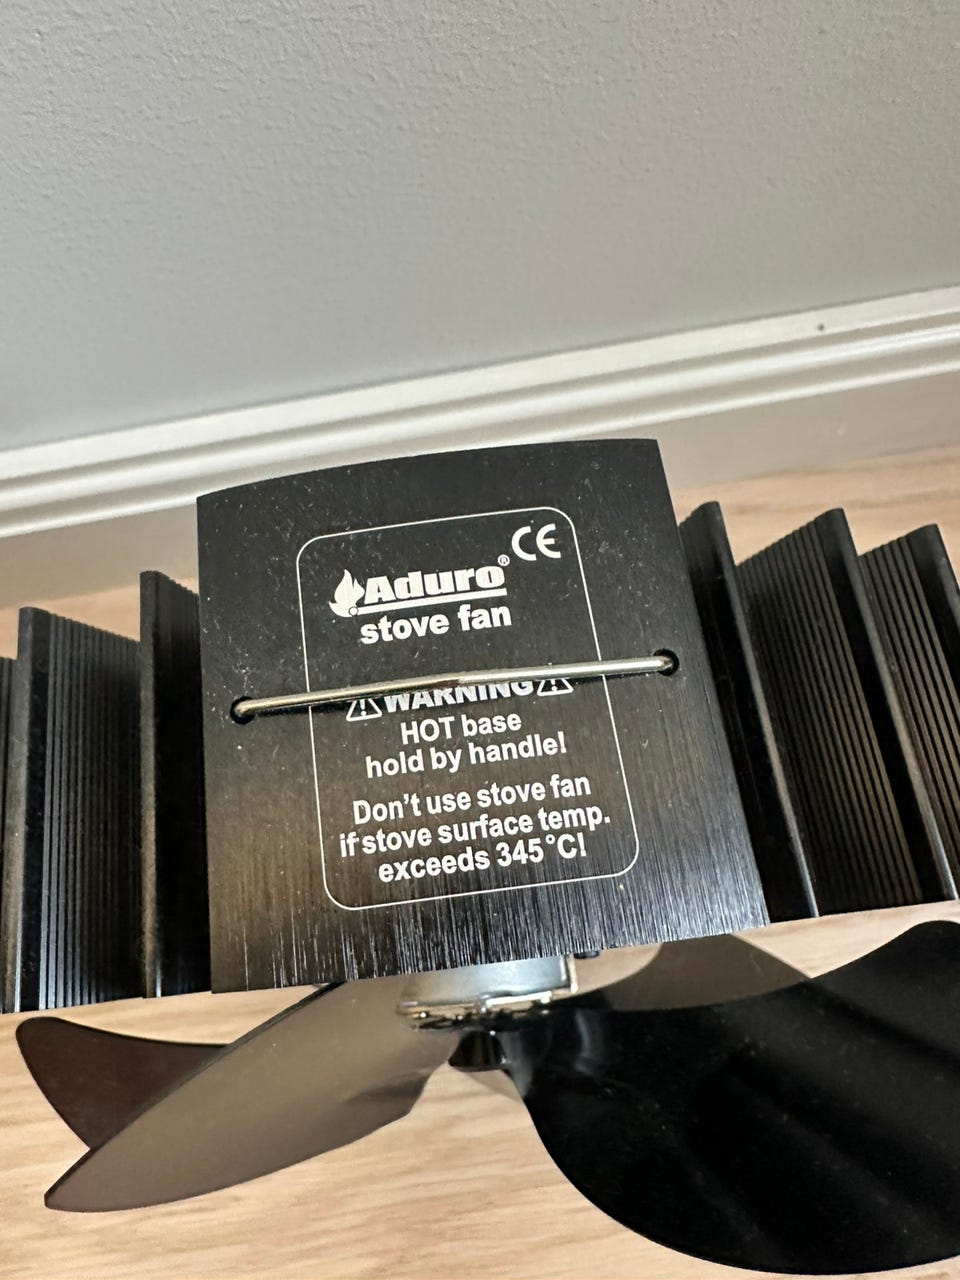 CE
Aduro®
stove fan
WARNING
HOT base
hold by handle!
Don't use stove fan
if stove surface temp.
exceeds 345°C!